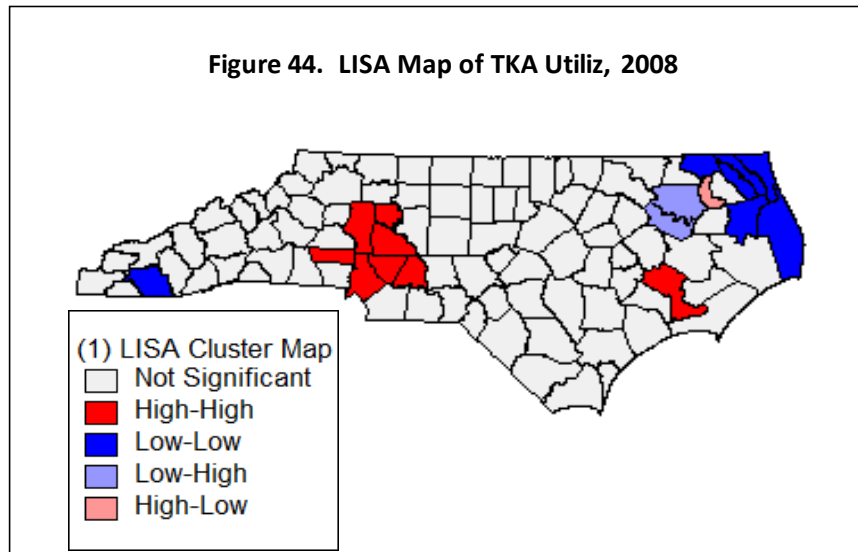 Figure 44. LISA Map of TKA Utiliz, 2008
(1) LISA Cluster Map
Not Significant
High-High
Low-Low
Low-High
High-Low